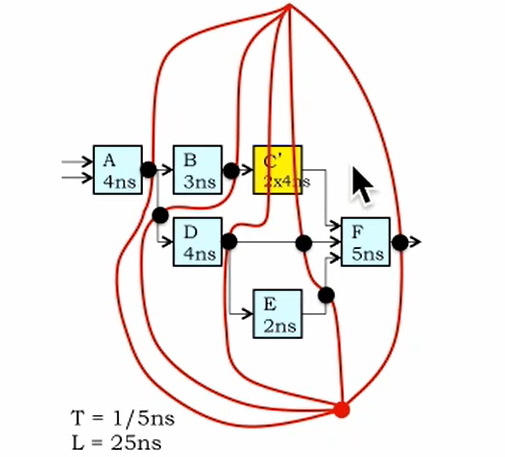 A
4ns
B
3ns
C'
2x4ns
D
4ns
F
5ns
E
2ns
T = 1/5ns
L = 25ns